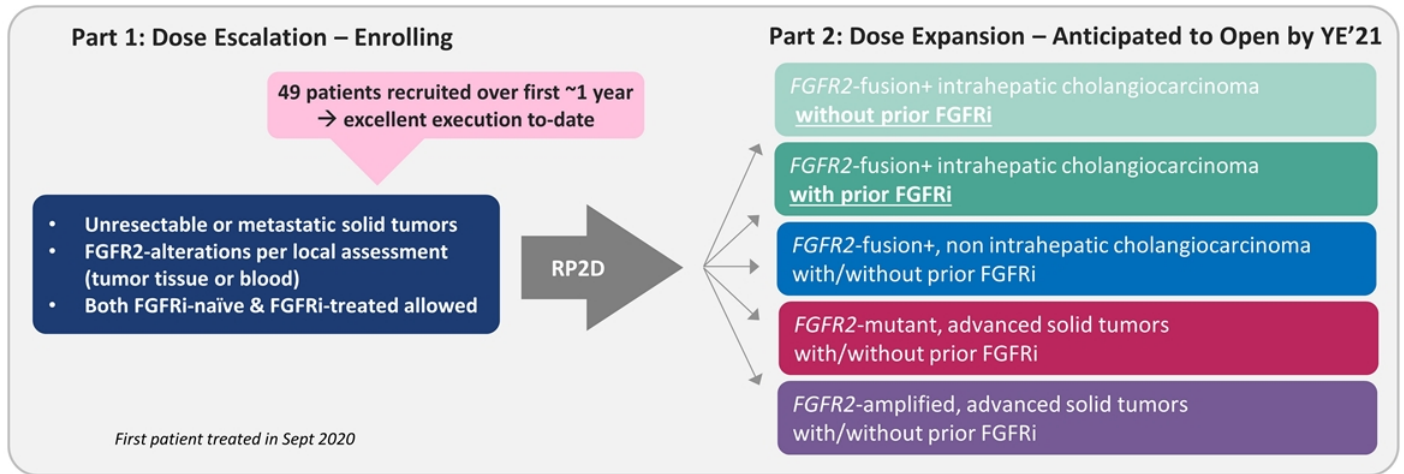 Part 1: Dose Escalation – Enrolling
49 patients recruited over first ~1 year
→ excellent execution to-date
• Unresectable or metastatic solid tumors
• FGFR2-alterations per local assessment
(tumor tissue or blood)
• Both FGFRi-naïve & FGFRi-treated allowed
First patient treated in Sept 2020
RP2D
Part 2: Dose Expansion – Anticipated to Open by YE’21
FGFR2-fusion+ intrahepatic cholangiocarcinoma
without prior FGFRi
FGFR2-fusion+ intrahepatic cholangiocarcinoma
with prior FGFRi
FGFR2-fusion+, non intrahepatic cholangiocarcinoma
with/without prior FGFRi
FGFR2-mutant, advanced solid tumors
with/without prior FGFRi
FGFR2-amplified, advanced solid tumors
with/without prior FGFRi